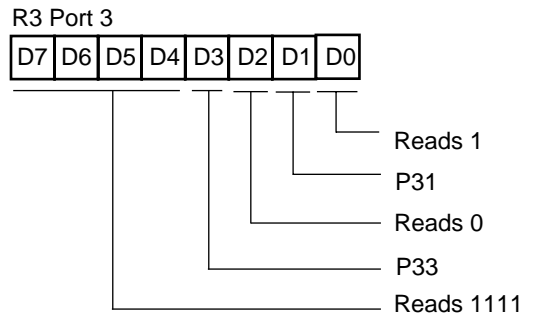 R3 Port 3
D7 D6 D5 D4 D3 D2 D1 D0
Reads 1
P31
Reads 0
P33
Reads 1111